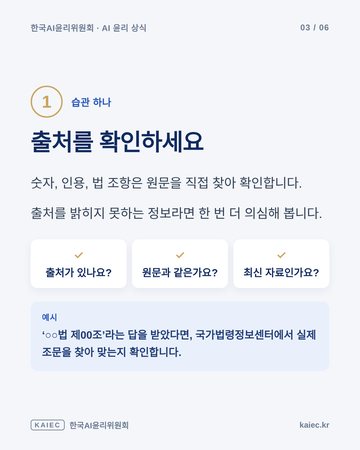 한국AI윤리위원회 · AI 윤리 상식
03 / 06
1
습관 하나
출처를 확인하세요
숫자, 인용, 법 조항은 원문을 직접 찾아 확인합니다.
출처를 밝히지 못하는 정보라면 한 번 더 의심해 봅니다.
출처가 있나요?
원문과 같은가요?
최신 자료인가요?
예시
‘○○법 제00조’라는 답을 받았다면, 국가법령정보센터에서 실제
조문을 찾아 맞는지 확인합니다.
KAIEC 한국AI윤리위원회
kaiec.kr